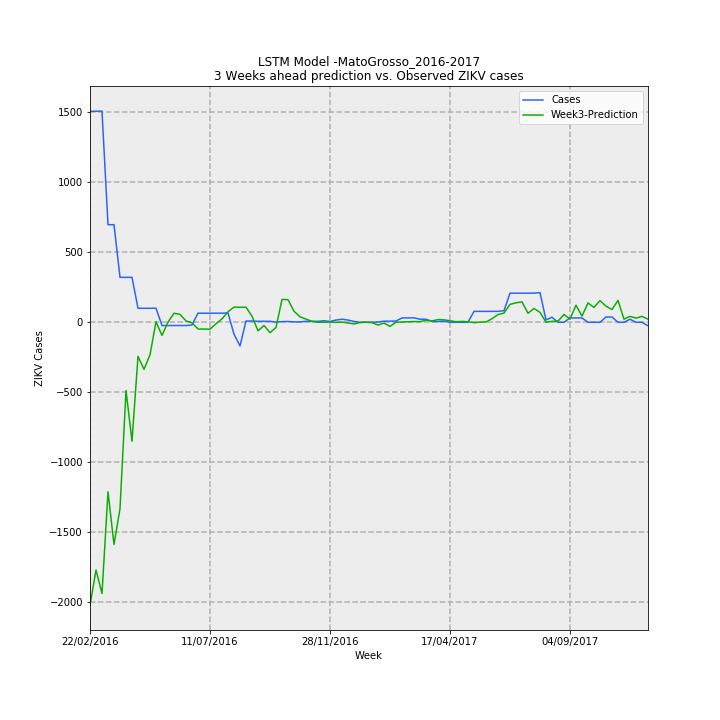 LSTM Model -MatoGrosso_2016-2017
3 Weeks ahead prediction vs. Observed ZIKV cases
Cases
Week3-Prediction
1500
1000
500
0
−500
−1000
−1500
−2000
ZIKV Cases
22/02/2016
11/07/2016
28/11/2016
17/04/2017
04/09/2017
Week